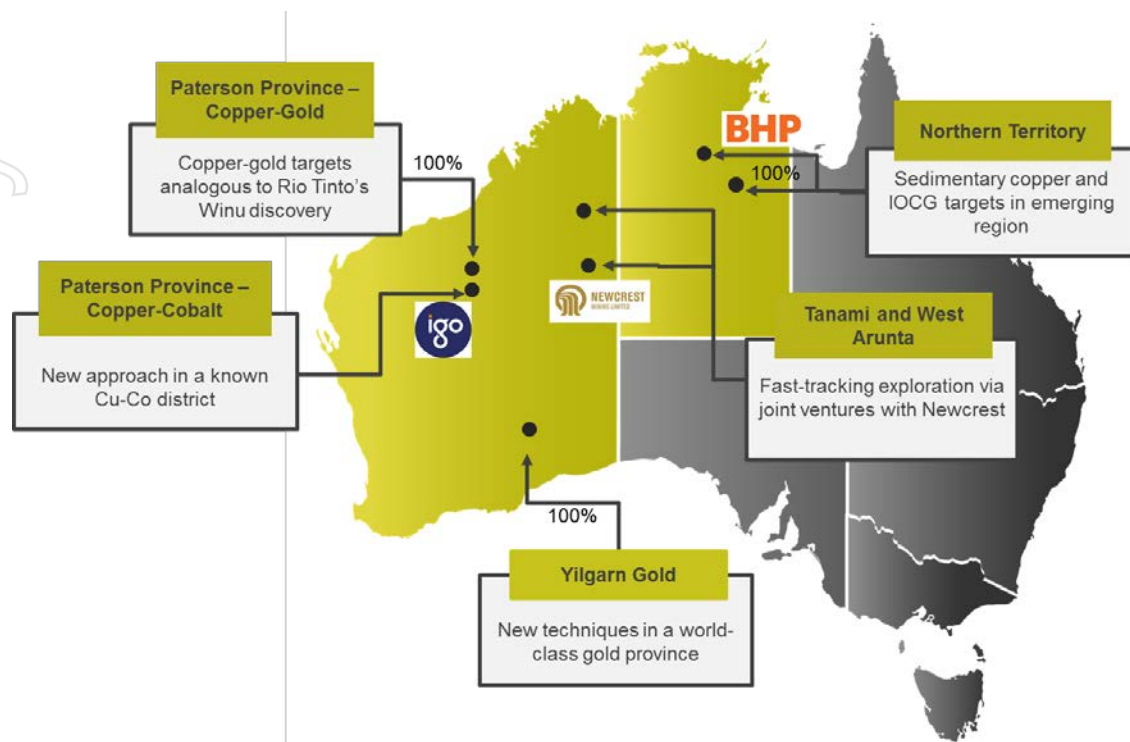 Paterson Province –
Copper-Gold
Copper-gold targets
analogous to Rio Tinto's
Winu discovery
100%
BHP
100%
Northern Territory
Sedimentary copper and
IOCG targets in emerging
region
Paterson Province –
Copper-Cobalt
New approach in a known
Cu-Co district
igo
NEWCREST
MINING LIMITED
Tanami and West
Arunta
Fast-tracking exploration via
joint ventures with Newcrest
100%
Yilgarn Gold
New techniques in a world-
class gold province